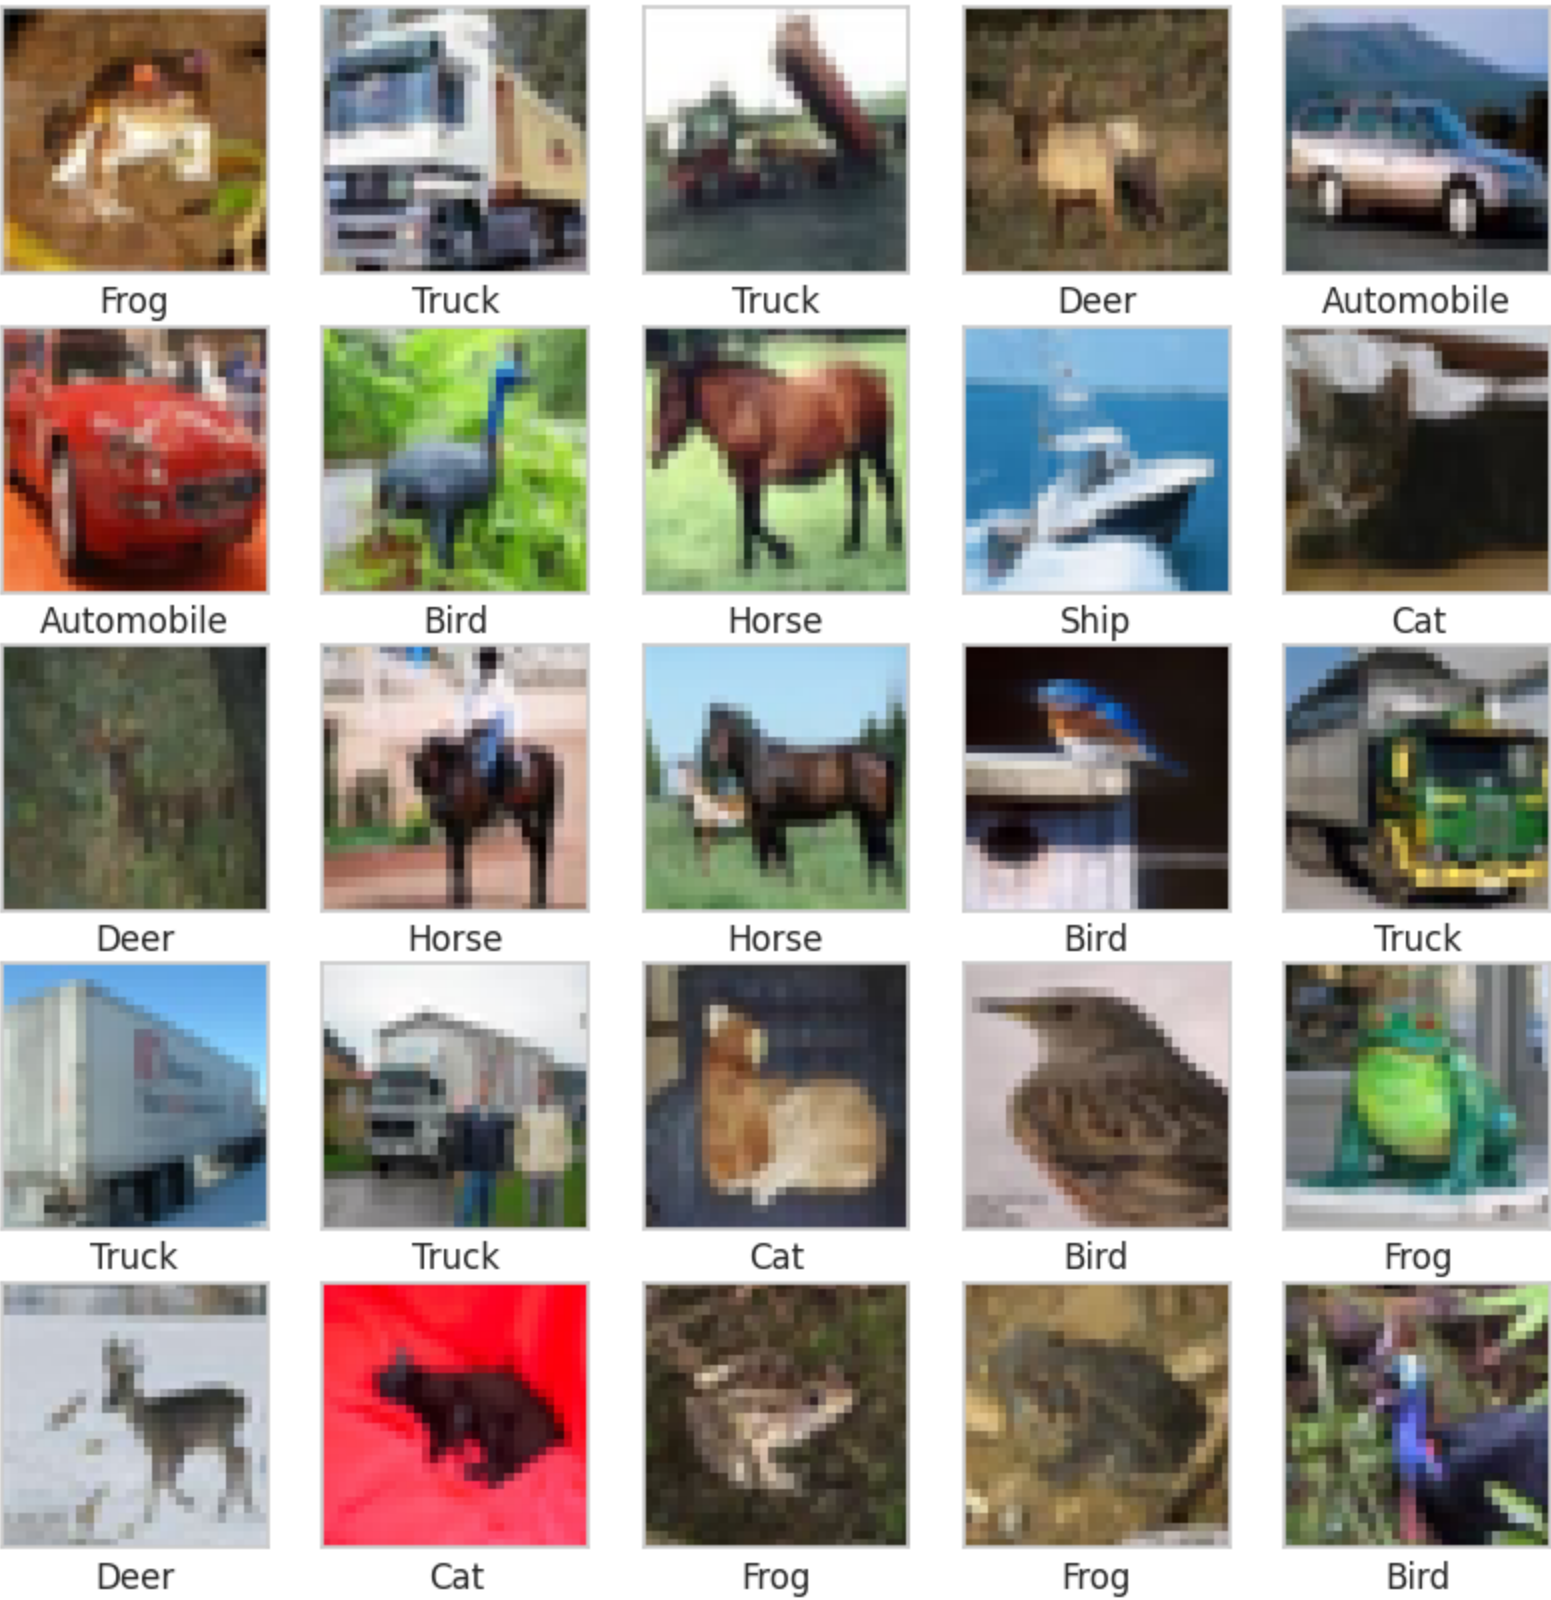 Frog Truck Truck Deer Automobile
Automobile Bird Horse Ship Cat
Deer Horse Horse Bird Truck
Truck Truck Cat Bird Frog
Deer Cat Frog Frog Bird